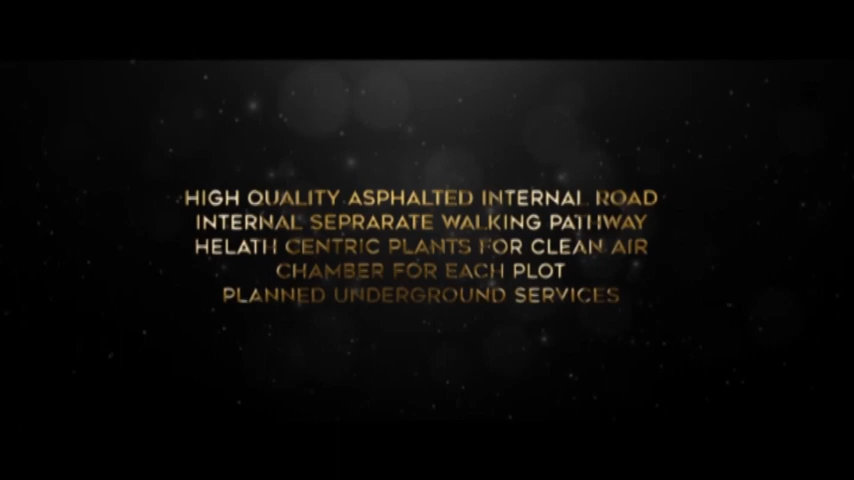 HIGH QUALITY ASPHALTED INTERNAL ROAD
INTERNAL SEPRARATE WALKING PATHWAY
HELATH CENTRIC PLANTS FOR CLEAN AIR
CHAMBER FOR EACH PLOT
PLANNED UNDERGROUND SERVICES